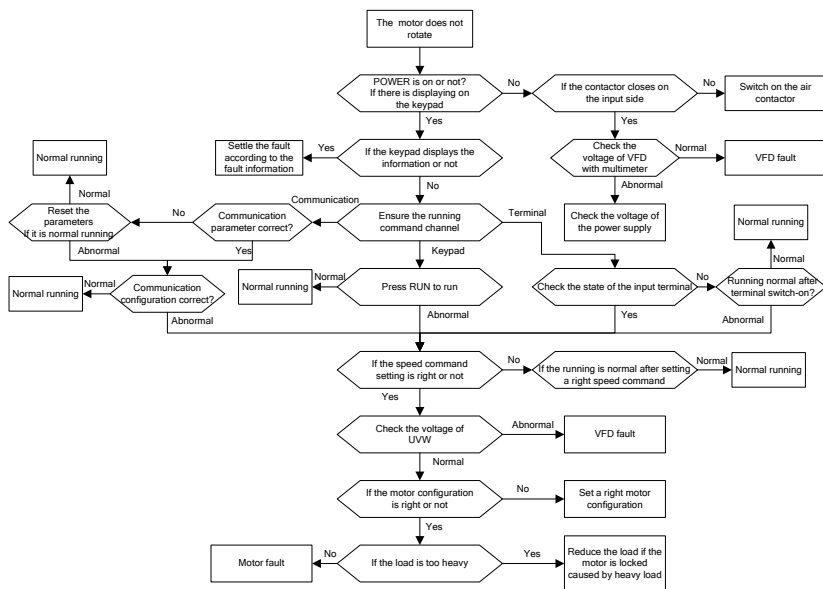 The motor does not
rotate
POWER is on or not?
If there is displaying on
the keypad
No
If the contactor closes on
the input side
No
Switch on the air
contactor
Yes
Yes
Settle the fault
according to the
fault information
Yes
If the keypad displays the
information or not
Check the
voltage of VFD
with multimeter
Normal
VFD fault
Normal running
No
Abnormal
Normal
Communication
Check the voltage of
the power supply
Reset the
parameters
If it is normal running
No
Communication
parameter correct?
Ensure the running
command channel
Terminal
Normal running
Abnormal
Yes
Keypad
Normal
Normal running
Normal
Communication
configuration correct?
Normal running
Normal
Press RUN to run
Check the state of the input terminal
No
Running normal after
terminal switch-on?
Abnormal
Abnormal
Yes
Abnormal
If the speed command
setting is right or not
No
If the running is normal after setting
a right speed command
Normal
Normal running
Yes
Check the voltage of
UVW
Abnormal
VFD fault
Normal
If the motor configuration
is right or not
No
Set a right motor
configuration
Yes
Motor fault
No
If the load is too heavy
Yes
Reduce the load if the
motor is locked
caused by heavy load